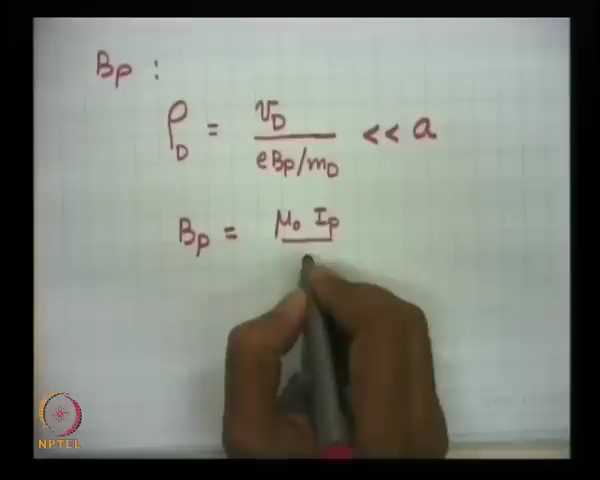 Bp :
ρD = vD / (eBp/mD) << a
Bp = μ₀ Ip
NPTEL